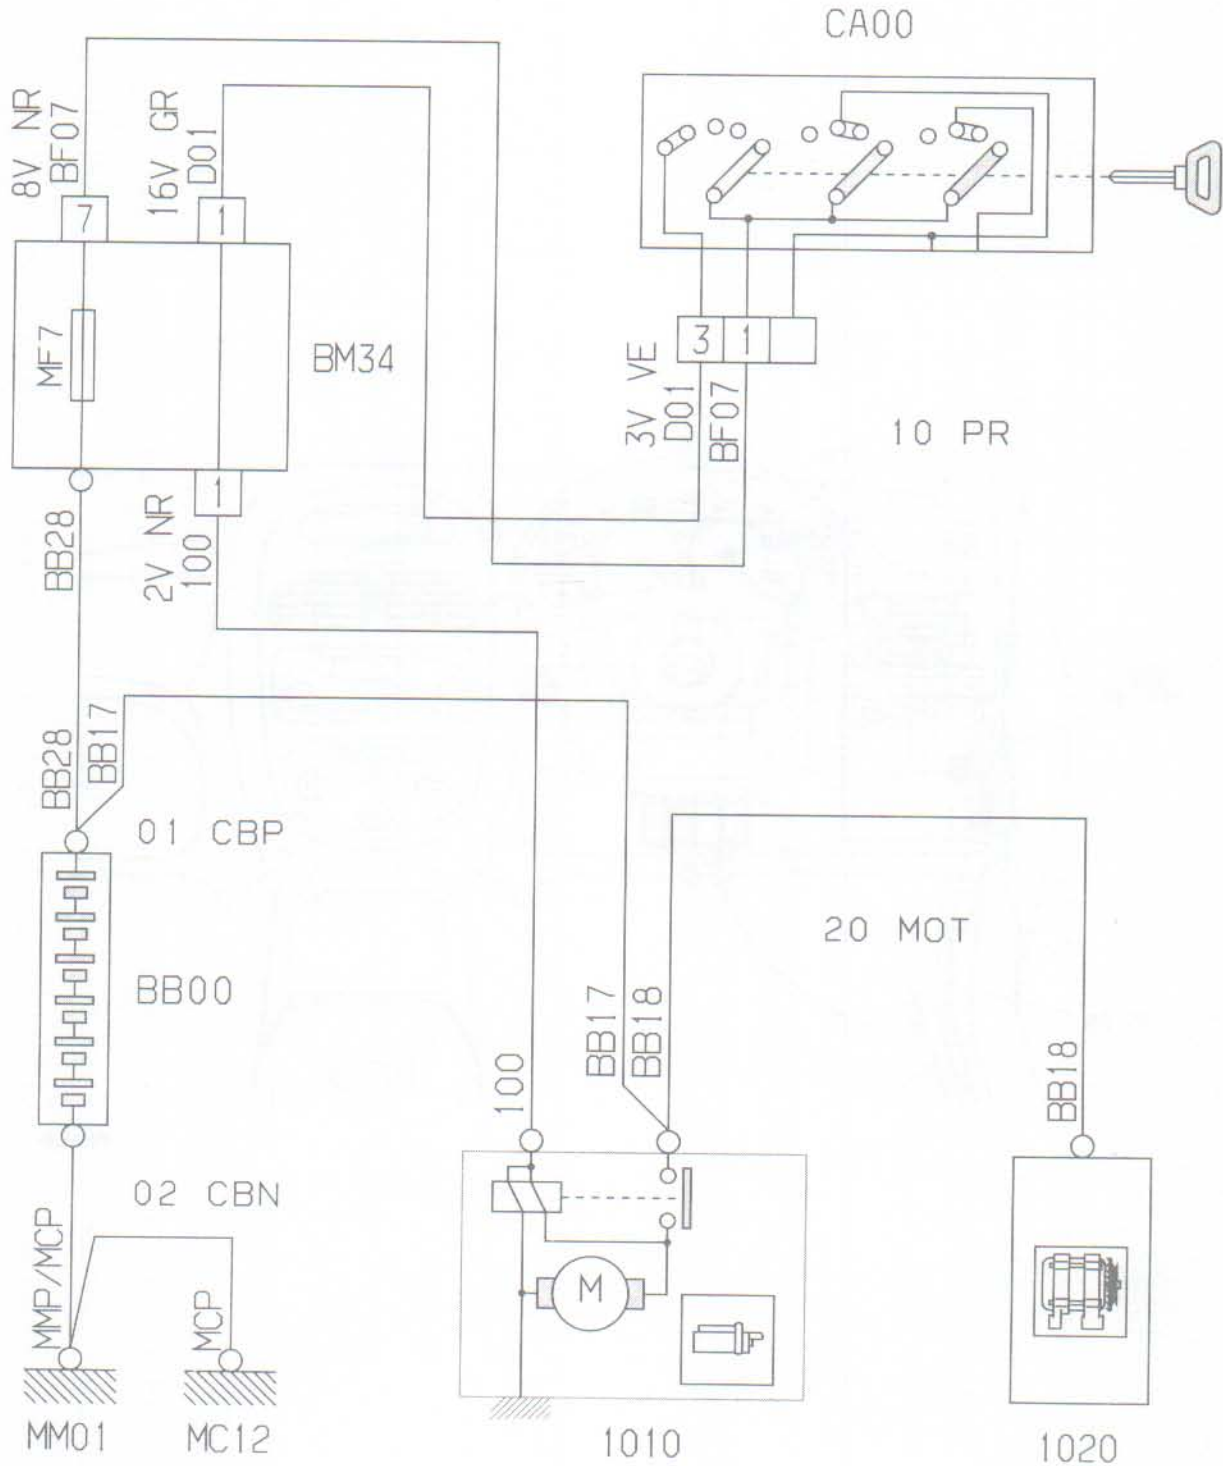 CA00
8V NR
BF07
16V GR
D01
7
1
MF7
BM34
3
1
3V VE
D01
BF07
10 PR
1
2V NR
100
BB28
BB28
BB17
01 CBP
BB00
20 MOT
BB17
BB18
100
BB18
02 CBN
MMP/MCP
MCP
M
MM01
MC12
1010
1020